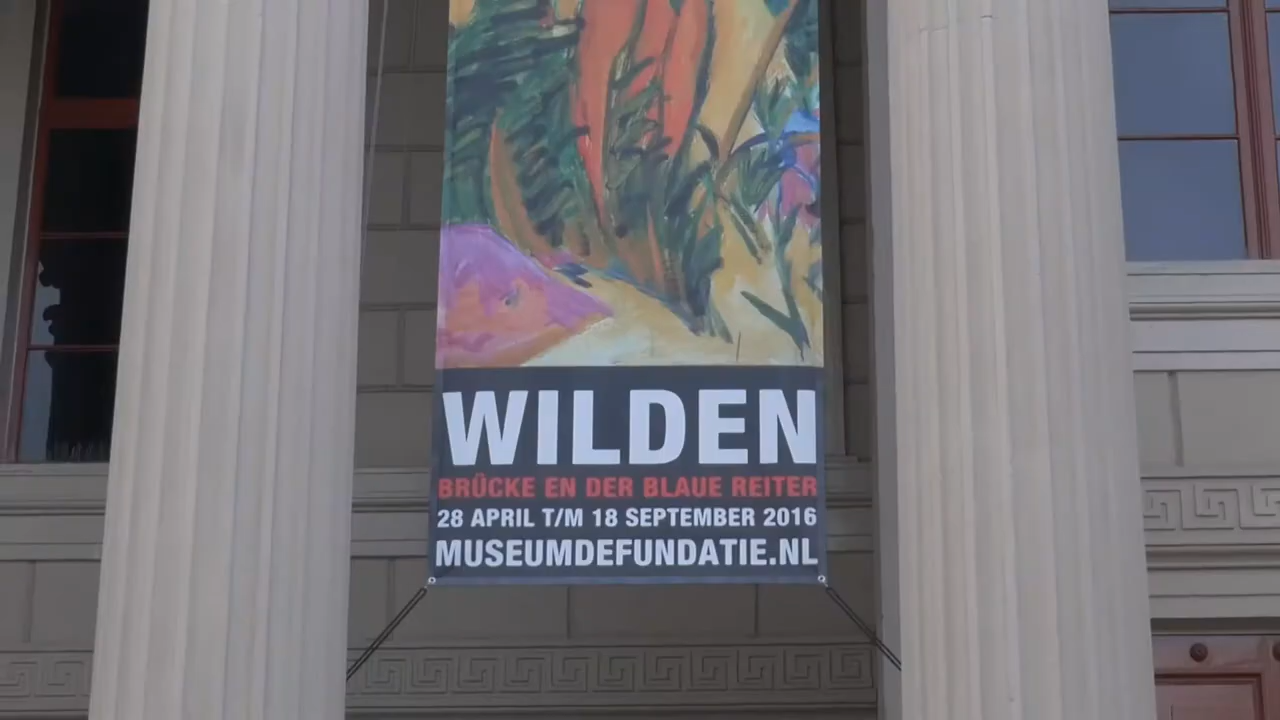 WILDEN
BRÜCKE EN DER BLAUE REITER
28 APRIL T/M 18 SEPTEMBER 2016
MUSEUMDEFUNDATIE.NL